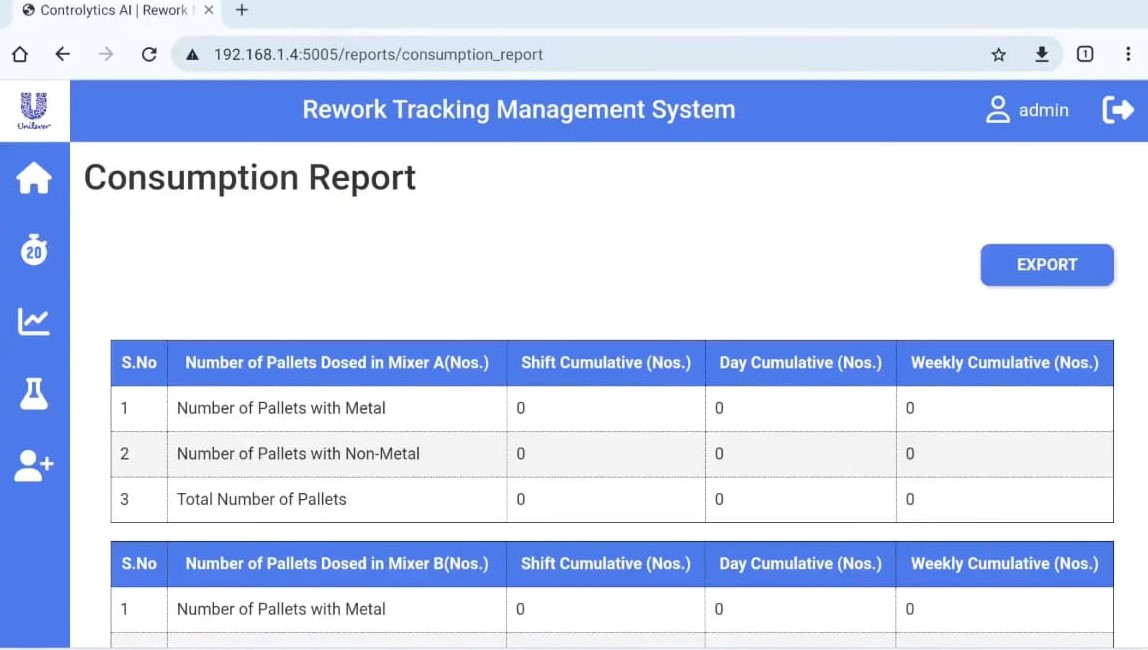 Controlytics AI | Rework
192.168.1.4:5005/reports/consumption_report
1
Unilever
Rework Tracking Management System
admin
Consumption Report
20
EXPORT
S.No Number of Pallets Dosed in Mixer A(Nos.) Shift Cumulative (Nos.) Day Cumulative (Nos.) Weekly Cumulative (Nos.)
1 Number of Pallets with Metal 0 0 0
2 Number of Pallets with Non-Metal 0 0 0
3 Total Number of Pallets 0 0 0
S.No Number of Pallets Dosed in Mixer B(Nos.) Shift Cumulative (Nos.) Day Cumulative (Nos.) Weekly Cumulative (Nos.)
1 Number of Pallets with Metal 0 0 0